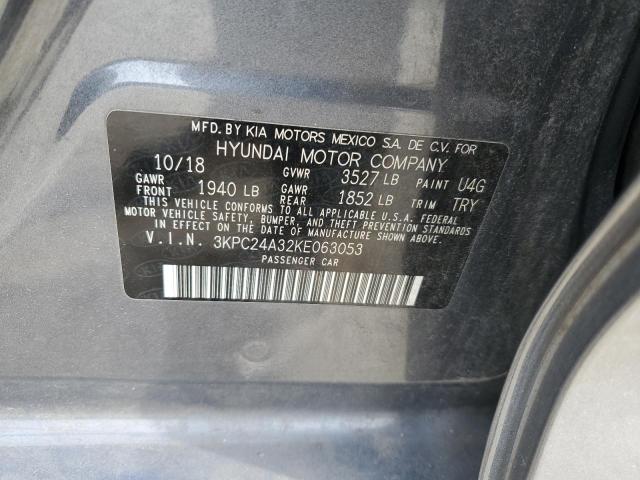 MFD. BY KIA MOTORS MEXICO S.A. DE C.V. FOR
HYUNDAI MOTOR COMPANY
10/18 GVWR 3527 LB PAINT U4G
GAWR FRONT 1940 LB GAWR REAR 1852 LB TRIM TRY
THIS VEHICLE CONFORMS TO ALL APPLICABLE U.S.A. FEDERAL
MOTOR VEHICLE SAFETY, BUMPER, AND THEFT PREVENTION STANDARDS
IN EFFECT ON THE DATE OF MANUFACTURE SHOWN ABOVE.
V.I.N. 3KPC24A32KE063053
PASSENGER CAR